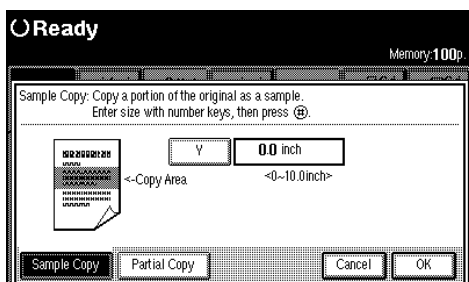 Ready
Memory:100p.
Sample Copy: Copy a portion of the original as a sample.
Enter size with number keys, then press ⌗.
Y 0.0 inch
<-Copy Area <0~10.0inch>
Sample Copy Partial Copy Cancel OK